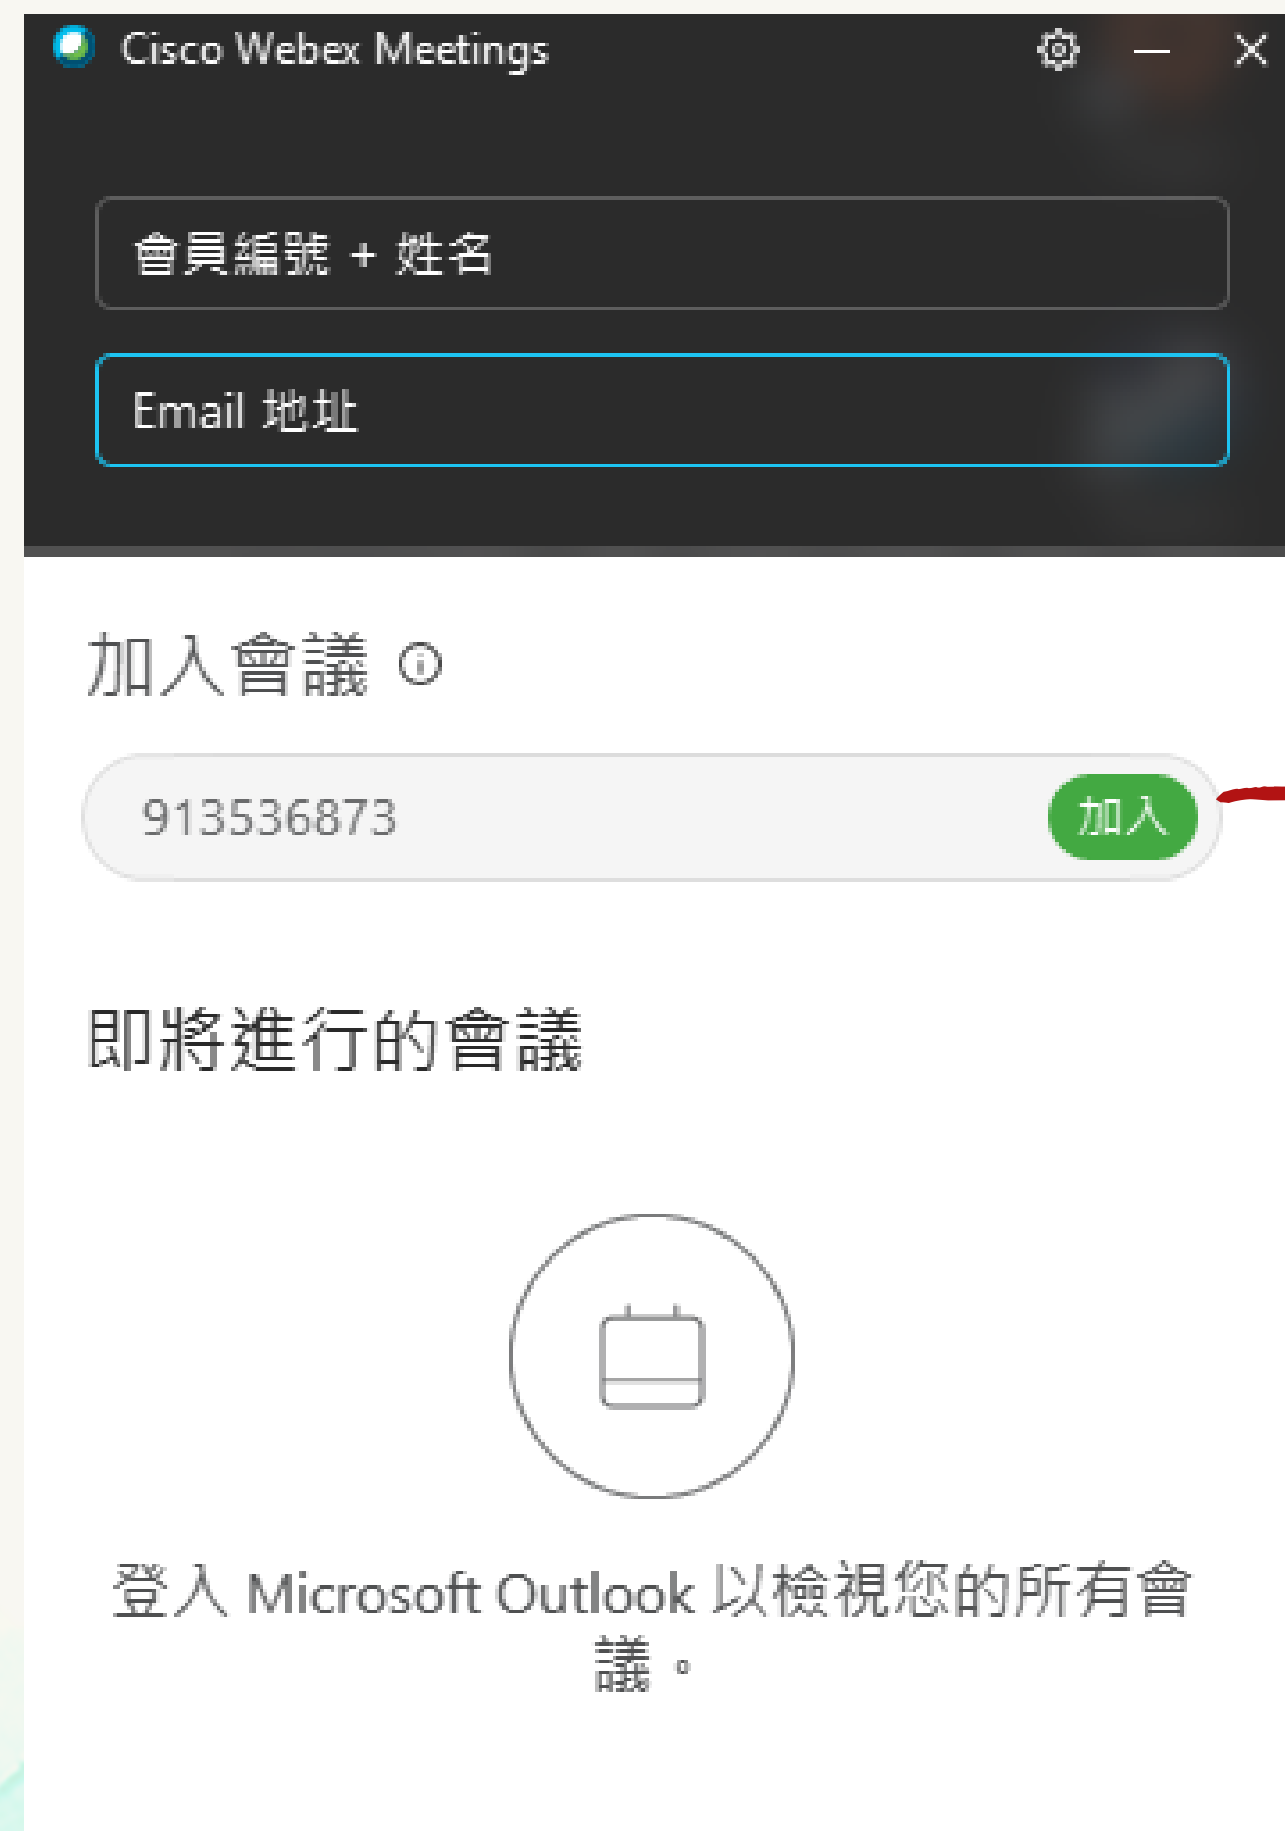 Cisco Webex Meetings
會員編號 + 姓名
Email 地址
加入會議
913536873 加入
即將進行的會議
登入 Microsoft Outlook 以檢視您的所有會
議。